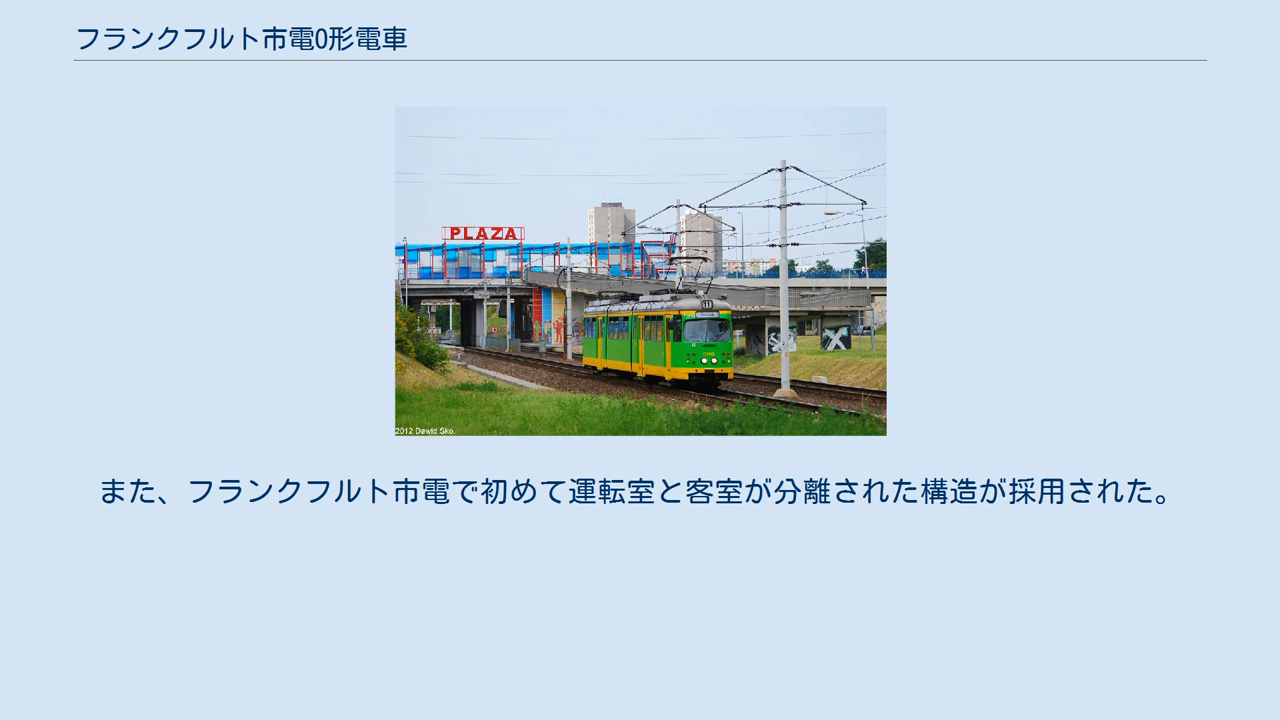 フランクフルト市電O形電車
PLAZA
11
2012 Dawid Sko.
また、フランクフルト市電で初めて運転室と客室が分離された構造が採用された。